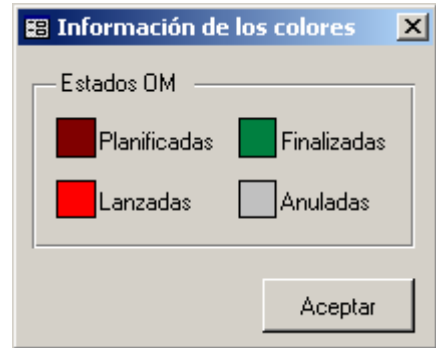 Información de los colores
Estados OM
Planificadas Finalizadas
Lanzadas Anuladas
Aceptar